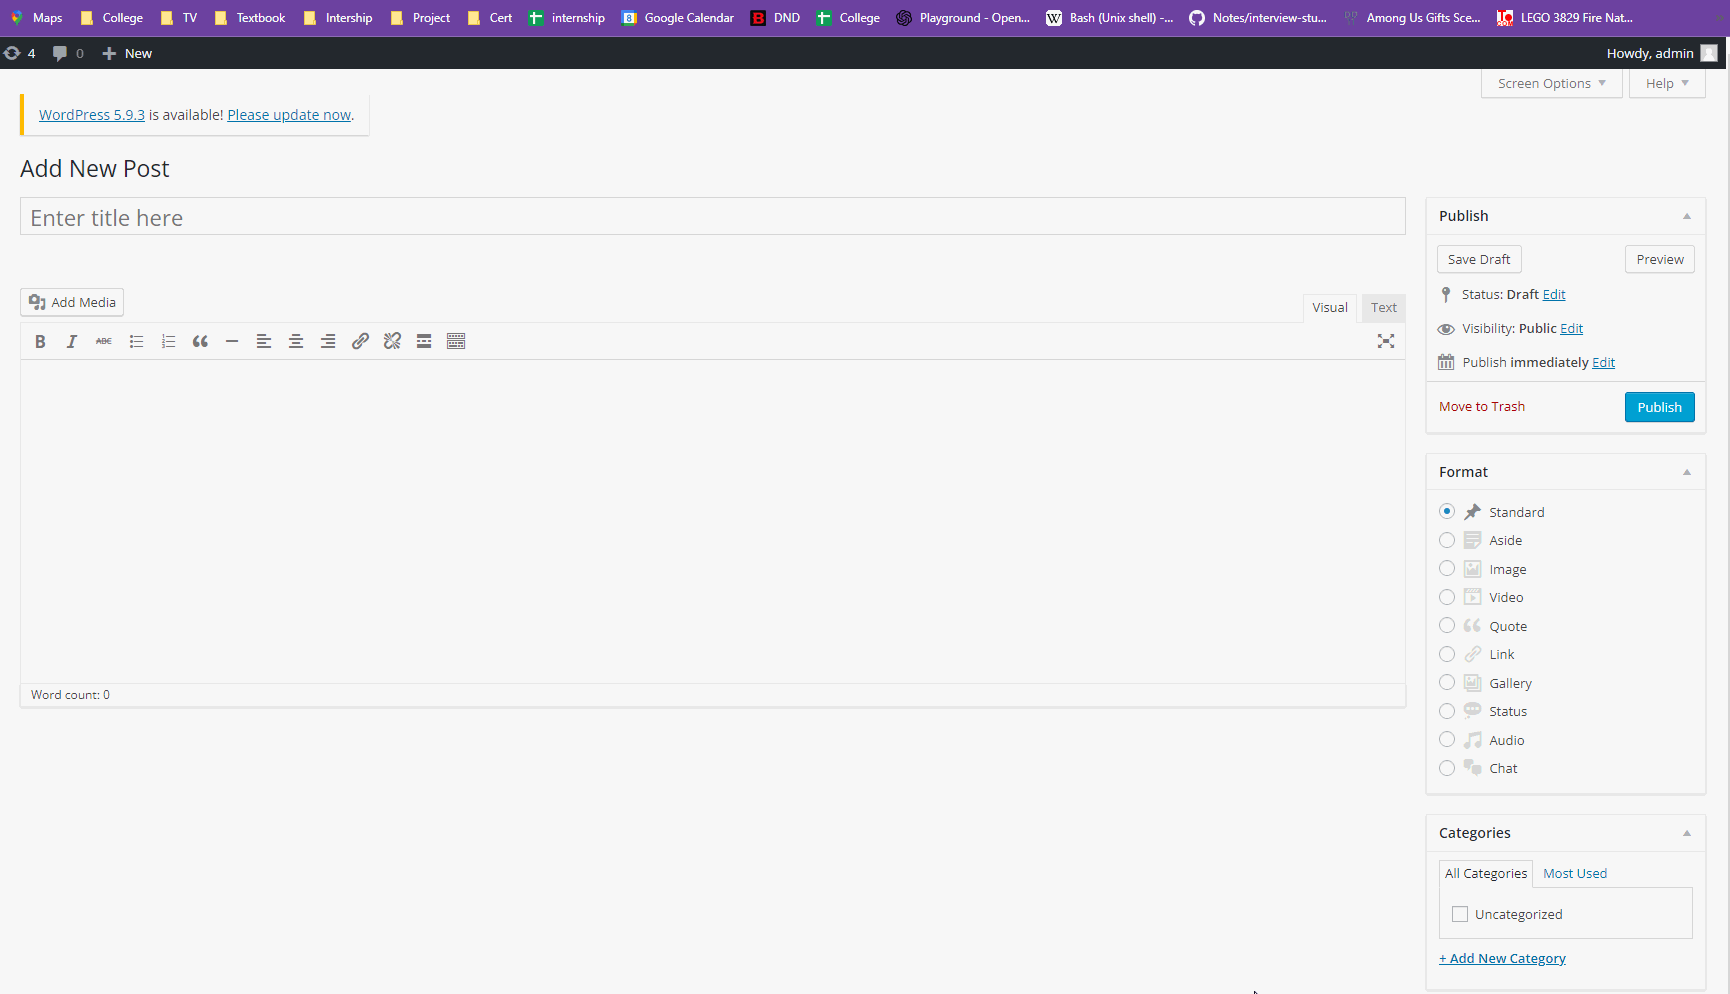 Maps College TV Textbook Intership Project Cert internship Google Calendar DND College Playground - Open... Bash (Unix shell) -... Notes/interview-stu... Among Us Gifts Sce... LEGO 3829 Fire Nat...
4 0 New Howdy, admin
Screen Options Help
WordPress 5.9.3 is available! Please update now.
Add New Post
Enter title here
Add Media
Visual Text
B I ABC
Word count: 0
Publish
Save Draft Preview
Status: Draft Edit
Visibility: Public Edit
Publish immediately Edit
Move to Trash Publish
Format
Standard
Aside
Image
Video
Quote
Link
Gallery
Status
Audio
Chat
Categories
All Categories Most Used
Uncategorized
+ Add New Category